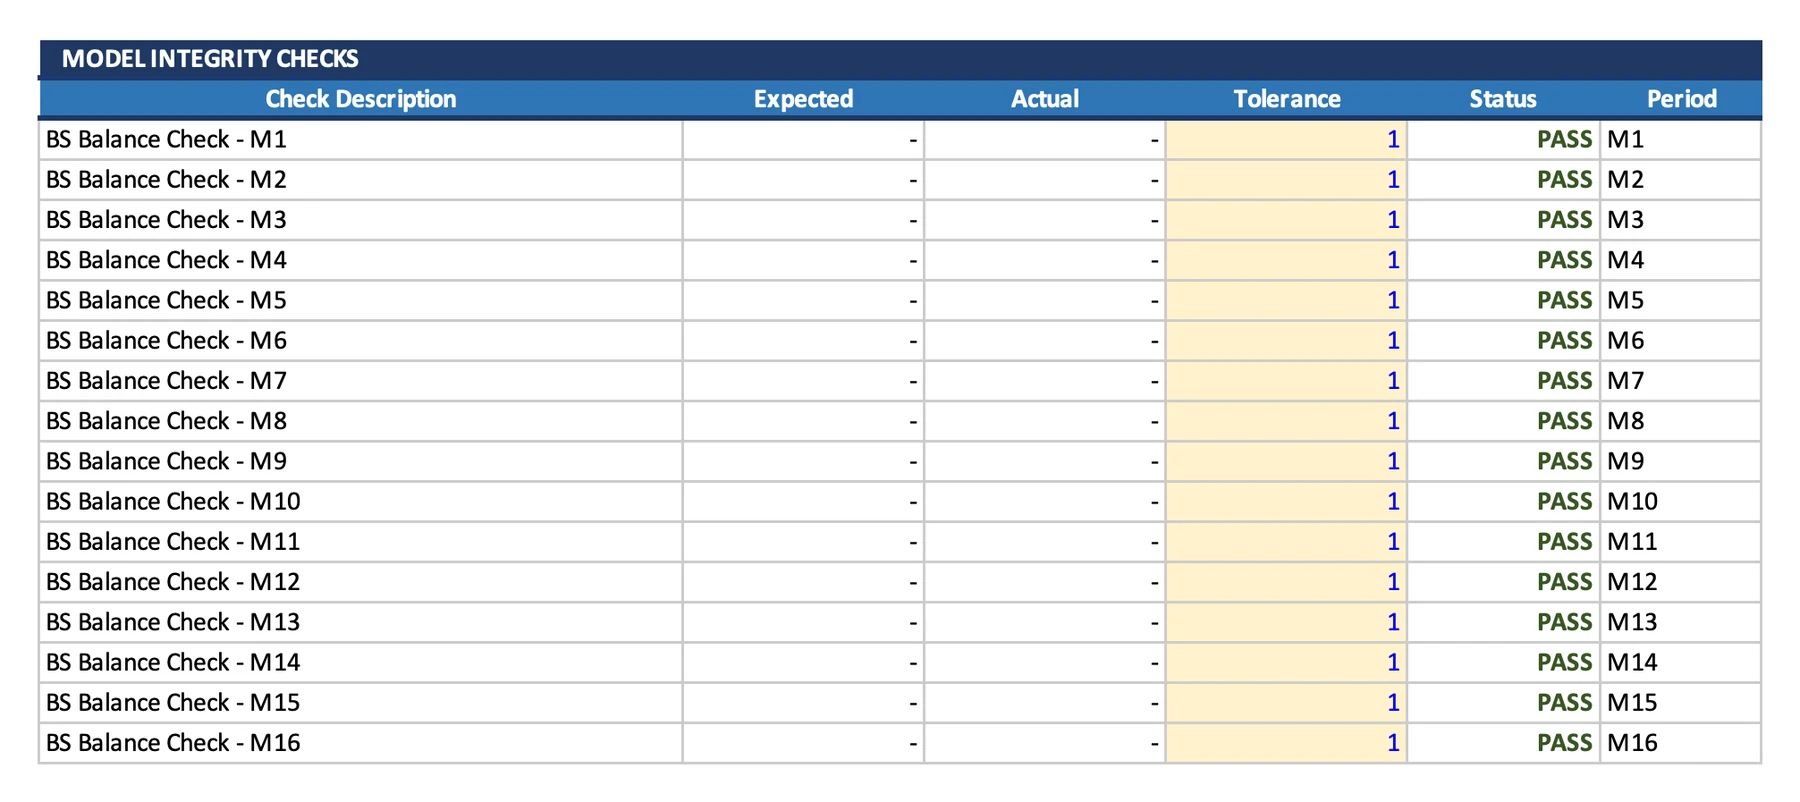 MODEL INTEGRITY CHECKS
Check Description Expected Actual Tolerance Status Period
BS Balance Check - M1 - - 1 PASS M1
BS Balance Check - M2 - - 1 PASS M2
BS Balance Check - M3 - - 1 PASS M3
BS Balance Check - M4 - - 1 PASS M4
BS Balance Check - M5 - - 1 PASS M5
BS Balance Check - M6 - - 1 PASS M6
BS Balance Check - M7 - - 1 PASS M7
BS Balance Check - M8 - - 1 PASS M8
BS Balance Check - M9 - - 1 PASS M9
BS Balance Check - M10 - - 1 PASS M10
BS Balance Check - M11 - - 1 PASS M11
BS Balance Check - M12 - - 1 PASS M12
BS Balance Check - M13 - - 1 PASS M13
BS Balance Check - M14 - - 1 PASS M14
BS Balance Check - M15 - - 1 PASS M15
BS Balance Check - M16 - - 1 PASS M16